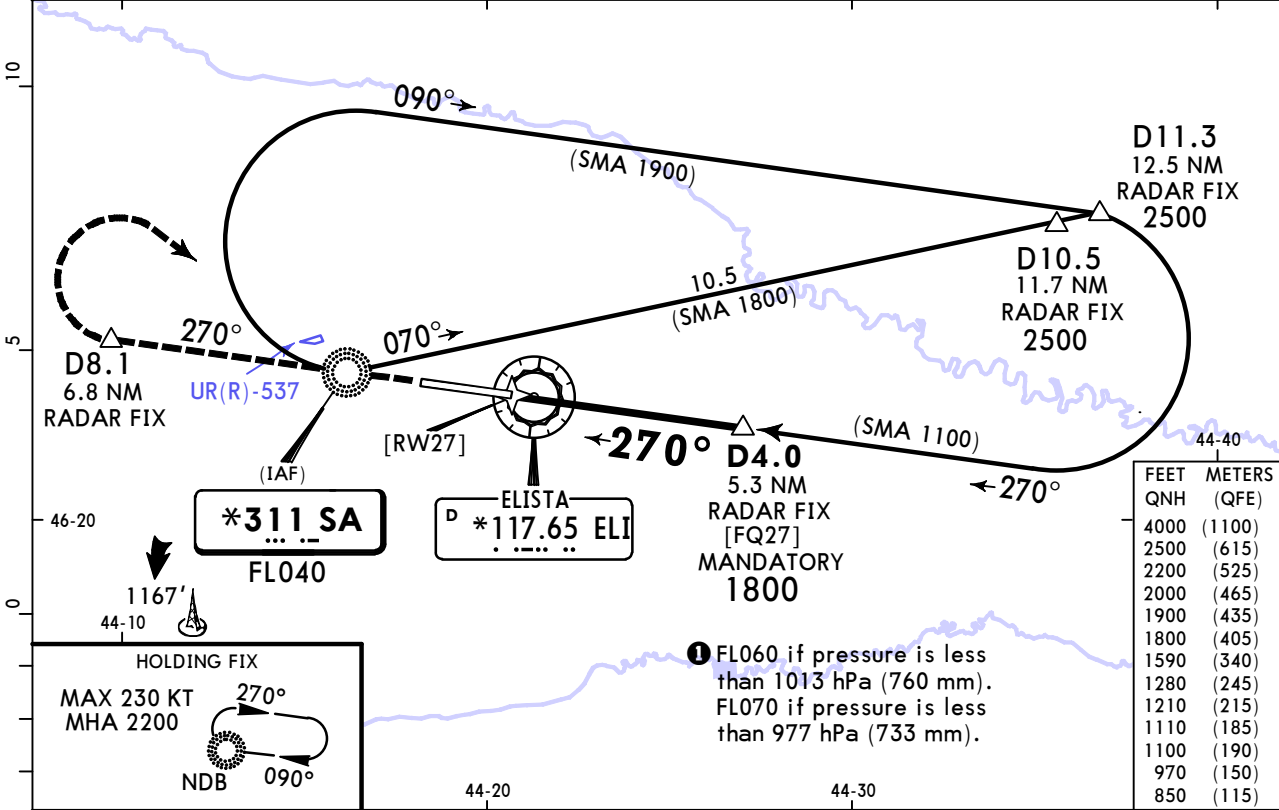 10
090°
(SMA 1900)
D11.3
12.5 NM
RADAR FIX
2500
D10.5
11.7 NM
RADAR FIX
2500
10.5
(SMA 1800)
070°
270°
5
D8.1
6.8 NM
RADAR FIX
UR(R)-537
[RW27]
270°
(SMA 1100)
270°
44-40
D4.0
5.3 NM
RADAR FIX
[FQ27]
MANDATORY
1800
(IAF)
*311 SA
FL040
ELISTA
D *117.65 ELI
46-20
1167'
0
44-10
HOLDING FIX
MAX 230 KT
MHA 2200
270°
090°
NDB
1 FL060 if pressure is less
than 1013 hPa (760 mm).
FL070 if pressure is less
than 977 hPa (733 mm).
44-20
44-30
FEET METERS
QNH (QFE)
4000 (1100)
2500 (615)
2200 (525)
2000 (465)
1900 (435)
1800 (405)
1590 (340)
1280 (245)
1210 (215)
1110 (185)
1100 (190)
970 (150)
850 (115)